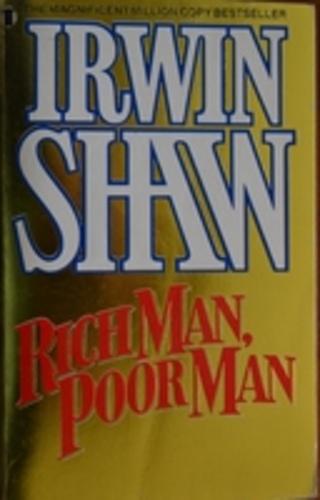 THE MAGNIFICENT MILLION COPY BESTSELLER
IRWIN
SHAW
RICH MAN,
POOR MAN